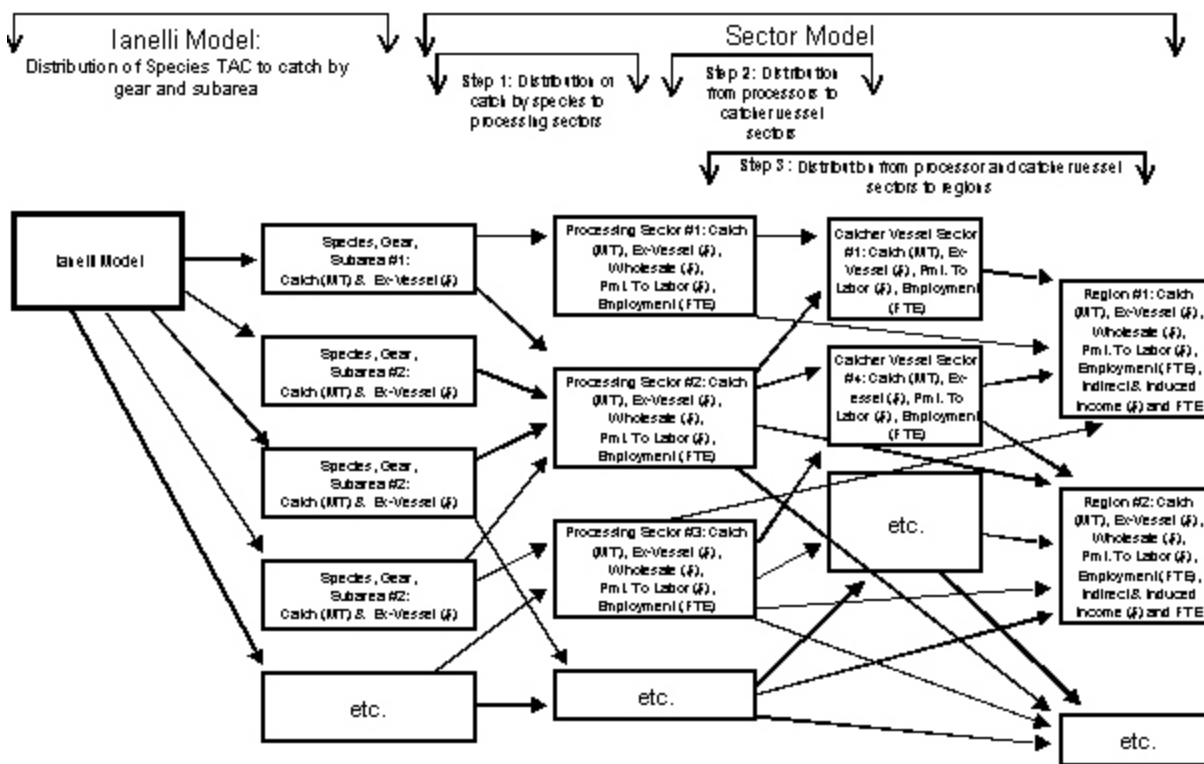 Ianelli Model:
Distribution of Species TAC to catch by
gear and subarea
Sector Model
Step 1: Distribution of
catch by species to
processing sectors
Step 2: Distribution
from processors to
catcher vessel
sectors
Step 3: Distribution from processor and catcher vessel
sectors to regions
Ianelli Model
Species, Gear,
Subarea #1:
Catch (MT) & Ex-Vessel ($)
Species, Gear,
Subarea #2:
Catch (MT) & Ex-Vessel ($)
Species, Gear,
Subarea #2:
Catch (MT) & Ex-Vessel ($)
Species, Gear,
Subarea #2:
Catch (MT) & Ex-Vessel ($)
etc.
Processing Sector #1: Catch
(MT), Ex-Vessel ($),
Wholesale ($),
Pmt. To Labor ($),
Employment (FTE)
Processing Sector #2: Catch
(MT), Ex-Vessel ($),
Wholesale ($),
Pmt. To Labor ($),
Employment (FTE)
Processing Sector #3: Catch
(MT), Ex-Vessel ($),
Wholesale ($),
Pmt. To Labor ($),
Employment (FTE)
etc.
Catcher Vessel Sector
#1: Catch (MT), Ex-
Vessel ($), Pmt. To
Labor ($), Employment
(FTE)
Catcher Vessel Sector
#4: Catch (MT), Ex-
essel ($), Pmt. To
Labor ($), Employment
(FTE)
etc.
Region #1: Catch
(MT), Ex-Vessel ($),
Wholesale ($),
Pmt. To Labor ($),
Employment (FTE),
Indirect & Induced
Income ($) and FTE
Region #2: Catch
(MT), Ex-Vessel ($),
Wholesale ($),
Pmt. To Labor ($),
Employment (FTE),
Indirect & Induced
Income ($) and FTE
etc.